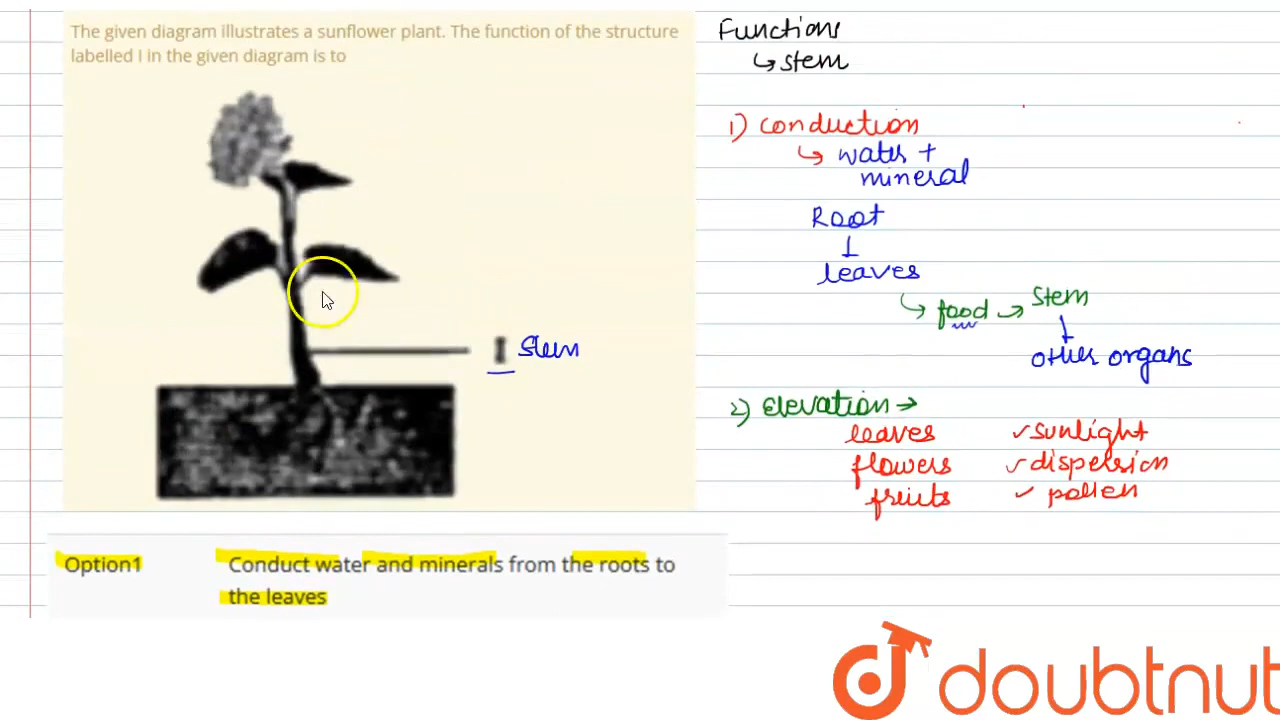 The given diagram illustrates a sunflower plant. The function of the structure
labelled I in the given diagram is to
I Stem
Option1 Conduct water and minerals from the roots to
the leaves
Functions
↳ stem
1) Conduction
↳ water +
mineral
Root
↓
leaves
↳ food → Stem
↓
other organs
2) Elevation →
leaves ✓ sunlight
flowers ✓ dispersion
fruits ✓ pollen
doubtnut